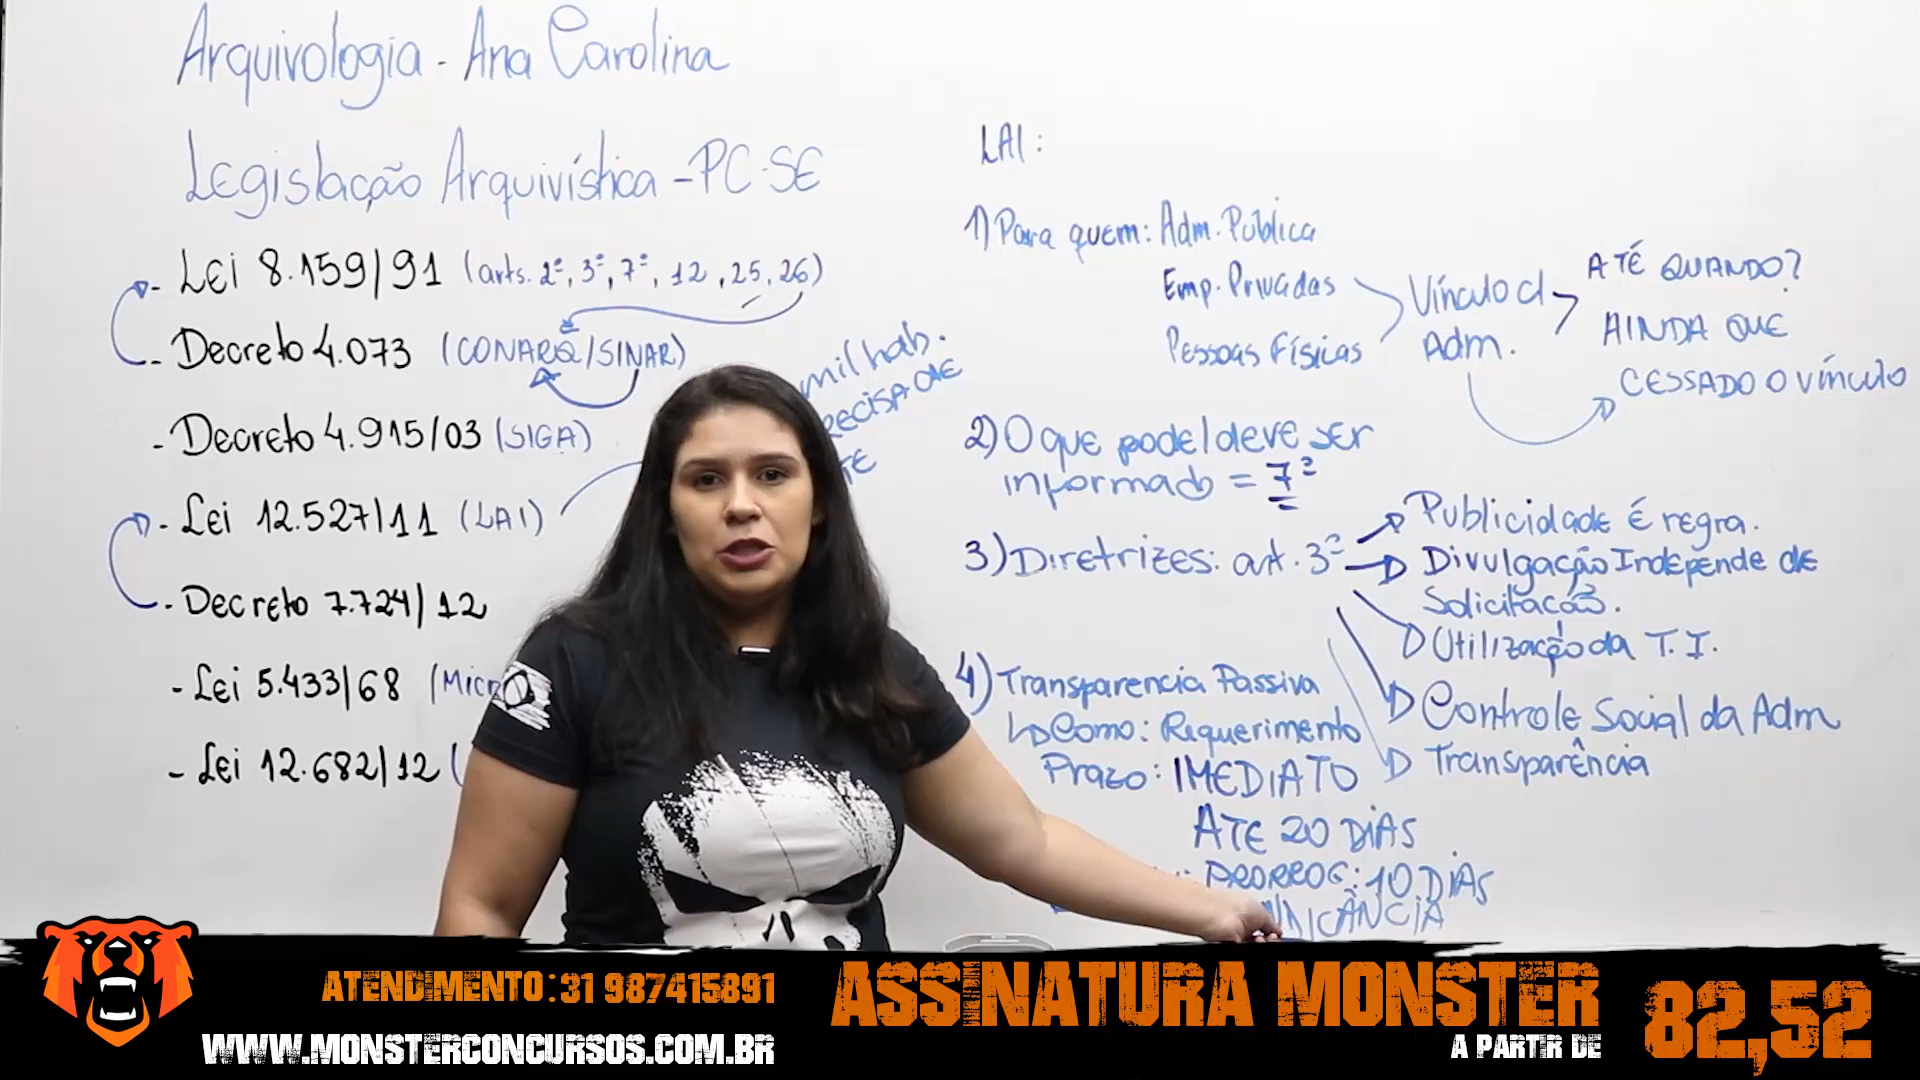 Arquivologia - Ana Carolina
Legislação Arquivística - PC-SE
- Lei 8.159/91 (arts. 2º, 3º, 7º, 12, 25, 26)
- Decreto 4.073 (CONARQ/SINAR)
- Decreto 4.915/03 (SIGA)
- Lei 12.527/11 (LAI)
- Decreto 7.724/12
- Lei 5.433/68 (Micr
- Lei 12.682/12 (
mil hab.
LAI:
1) Para quem: Adm. Pública
Emp. Privadas
Pessoas Físicas
Vínculo c/
Adm.
ATÉ QUANDO?
AINDA QUE
CESSADO O VÍNCULO
2) O que pode/deve ser
informado = 7º
3) Diretrizes: art. 3º
Publicidade É regra.
Divulgação Independe de
Solicitação.
Utilização da T.I.
Controle Social da Adm
Transparência
4) Transparencia Passiva
Como: Requerimento
Prazo: IMEDIATO
ATE 20 DIAS
PRORROG: 10 DIAS
ATENDIMENTO: 31 987415891
WWW.MONSTERCONCURSOS.COM.BR
ASSINATURA MONSTER
A PARTIR DE
82,52